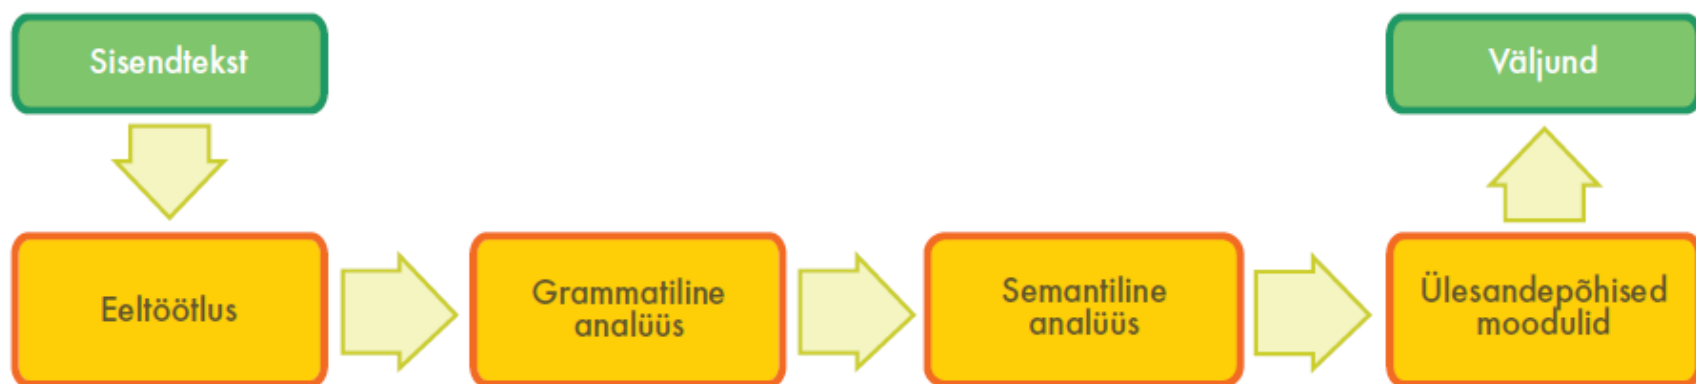 Sisendtekst
Väljund
Eeltöötlus
Grammatiline
analüüs
Semantiline
analüüs
Ülesandepõhised
moodulid